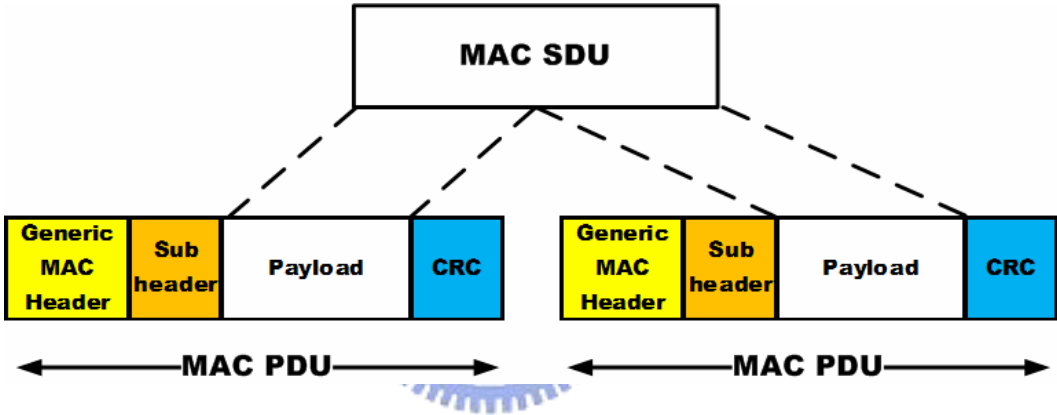 MAC SDU
Generic
MAC
Header
Sub
header
Payload
CRC
Generic
MAC
Header
Sub
header
Payload
CRC
MAC PDU
MAC PDU